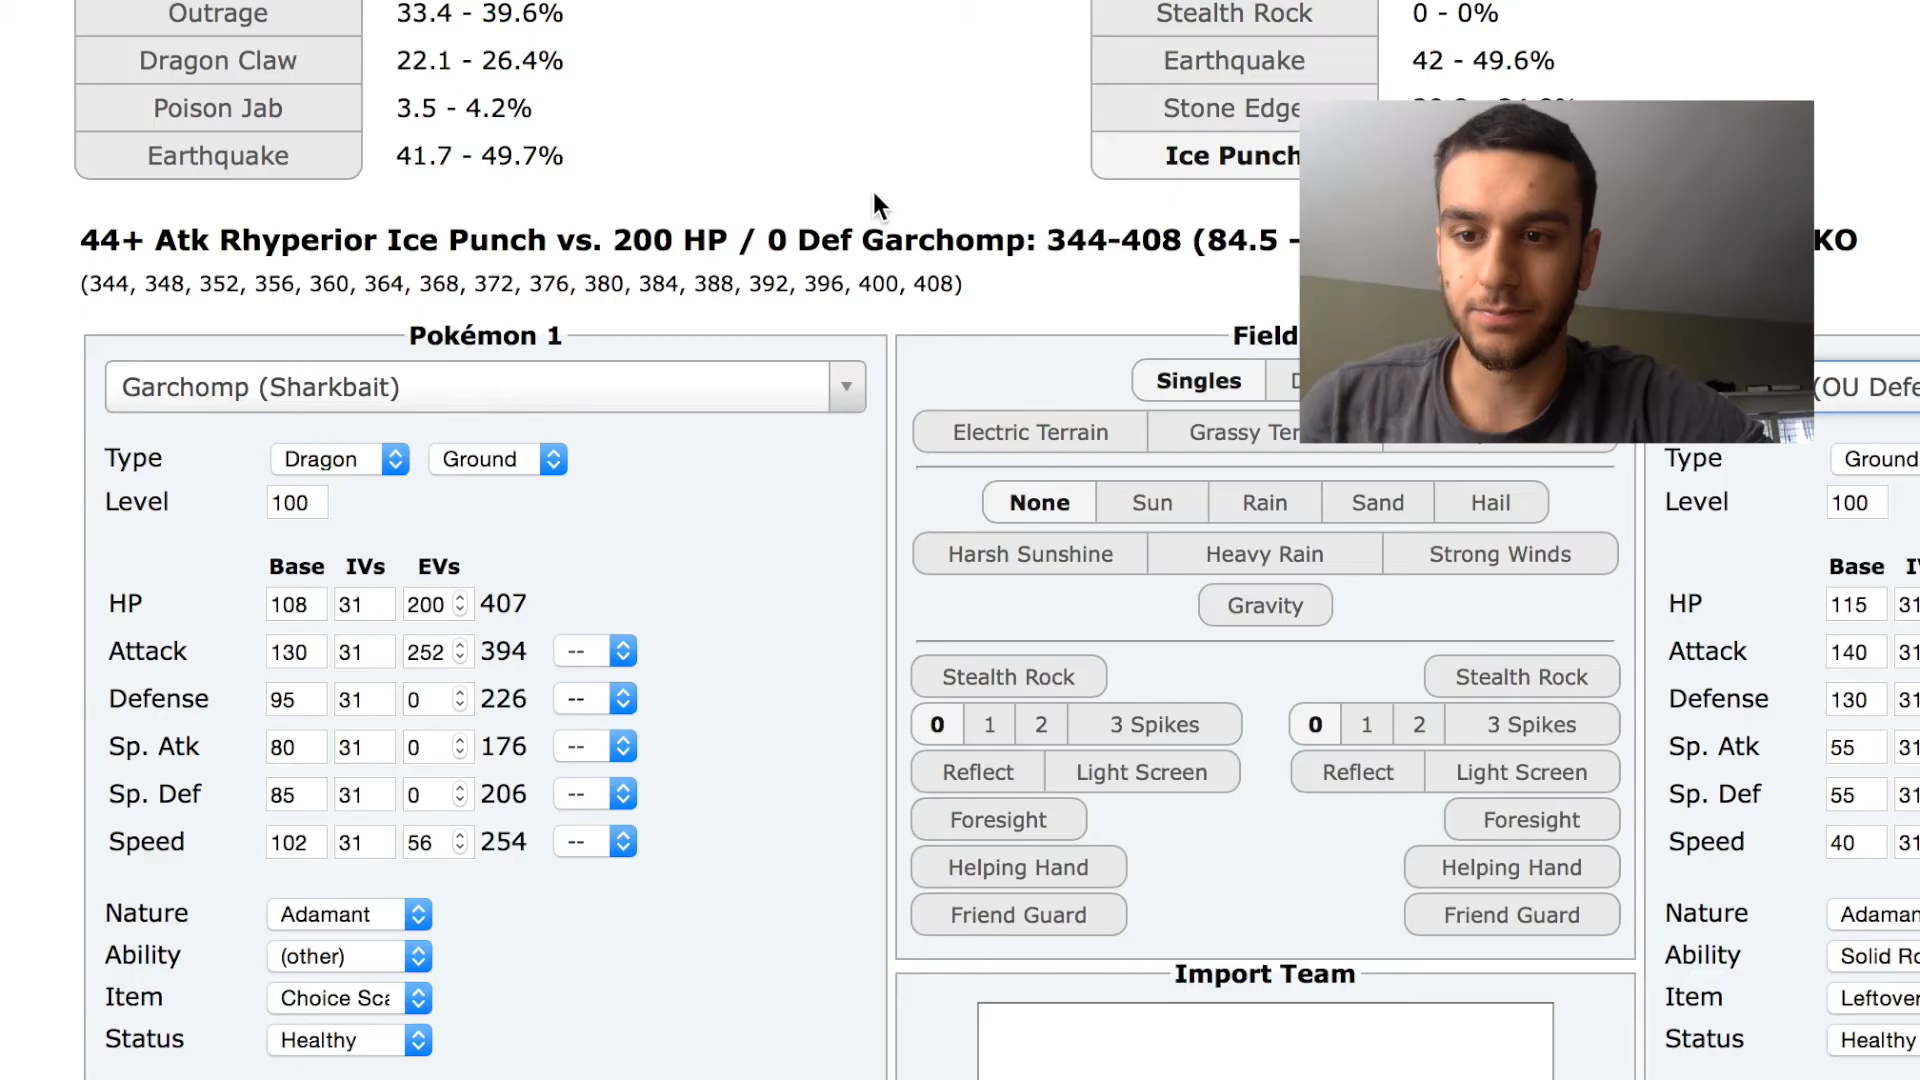 Outrage 33.4 - 39.6% Stealth Rock 0 - 0%
Dragon Claw 22.1 - 26.4% Earthquake 42 - 49.6%
Poison Jab 3.5 - 4.2% Stone Edge
Earthquake 41.7 - 49.7% Ice Punch
44+ Atk Rhyperior Ice Punch vs. 200 HP / 0 Def Garchomp: 344-408 (84.5 - KO
(344, 348, 352, 356, 360, 364, 368, 372, 376, 380, 384, 388, 392, 396, 400, 408)
Pokémon 1 Field
Garchomp (Sharkbait) Singles D (OU Defe
Electric Terrain Grassy Ter
Type Dragon Ground Type Ground
Level 100 None Sun Rain Sand Hail Level 100
Harsh Sunshine Heavy Rain Strong Winds
Base IVs EVs Base IV
HP 108 31 200 407 Gravity HP 115 31
Attack 130 31 252 394 -- Attack 140 31
Stealth Rock Stealth Rock
Defense 95 31 0 226 -- 0 1 2 3 Spikes 0 1 2 3 Spikes Defense 130 31
Sp. Atk 80 31 0 176 -- Reflect Light Screen Reflect Light Screen Sp. Atk 55 31
Sp. Def 85 31 0 206 -- Foresight Foresight Sp. Def 55 31
Speed 102 31 56 254 -- Helping Hand Helping Hand Speed 40 31
Nature Adamant Friend Guard Friend Guard Nature Adaman
Ability (other) Ability Solid Ro
Import Team
Item Choice Sca Item Leftover
Status Healthy Status Healthy